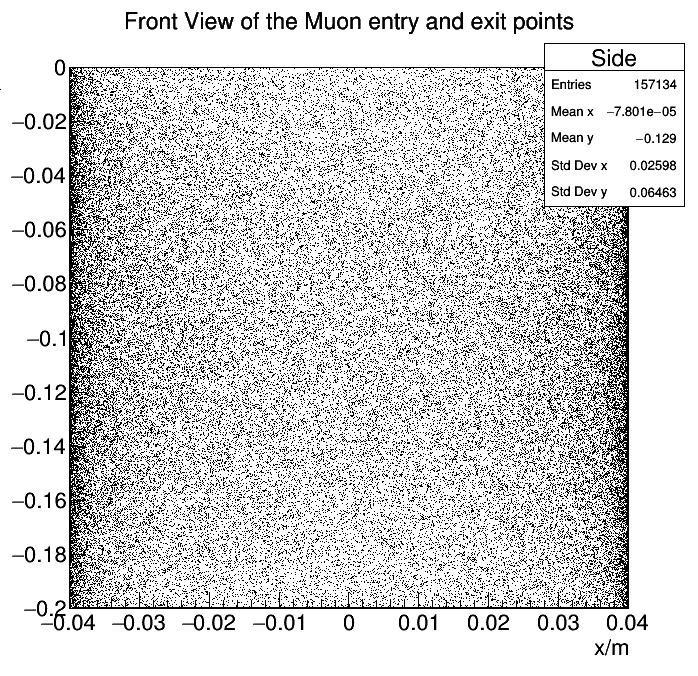 Front View of the Muon entry and exit points
Side
Entries 157134
Mean x −7.801e−05
Mean y −0.129
Std Dev x 0.02598
Std Dev y 0.06463
0
−0.02
−0.04
−0.06
−0.08
−0.1
−0.12
−0.14
−0.16
−0.18
−0.2
−0.04 −0.03 −0.02 −0.01 0 0.01 0.02 0.03 0.04
x/m